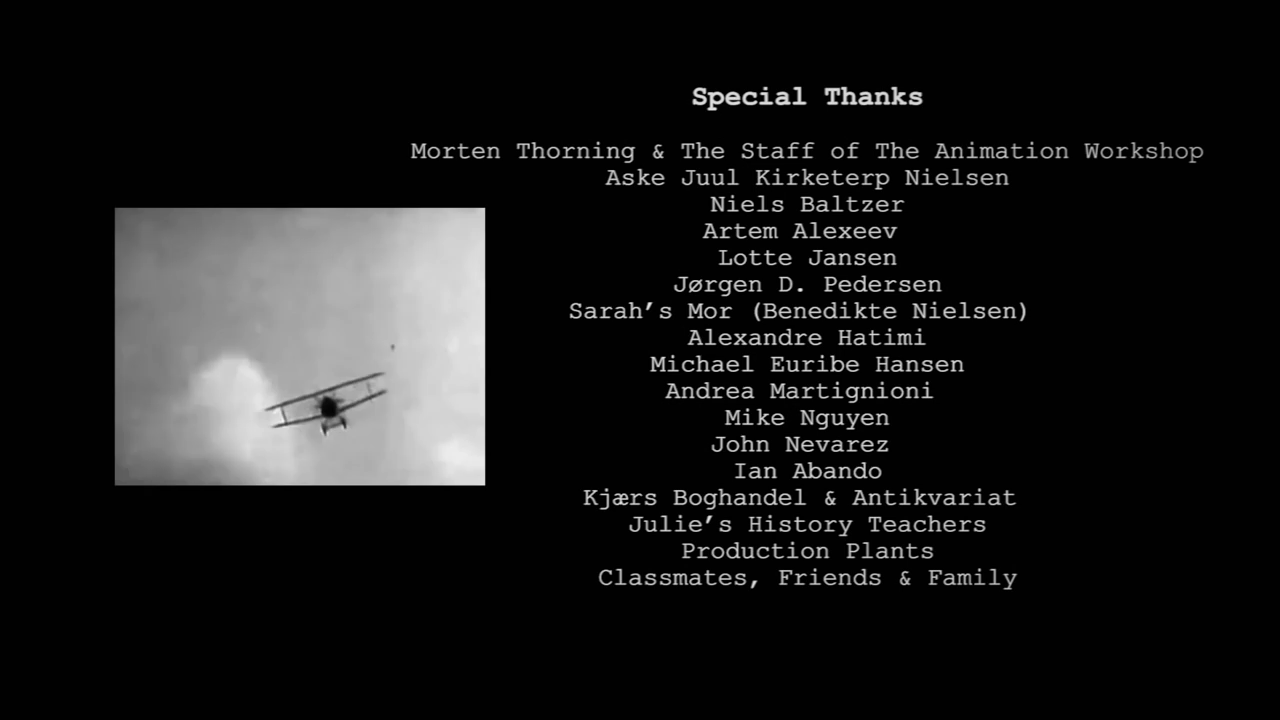 Special Thanks
Morten Thorning & The Staff of The Animation Workshop
Aske Juul Kirketerp Nielsen
Niels Baltzer
Artem Alexeev
Lotte Jansen
Jørgen D. Pedersen
Sarah’s Mor (Benedikte Nielsen)
Alexandre Hatimi
Michael Euribe Hansen
Andrea Martignioni
Mike Nguyen
John Nevarez
Ian Abando
Kjærs Boghandel & Antikvariat
Julie’s History Teachers
Production Plants
Classmates, Friends & Family